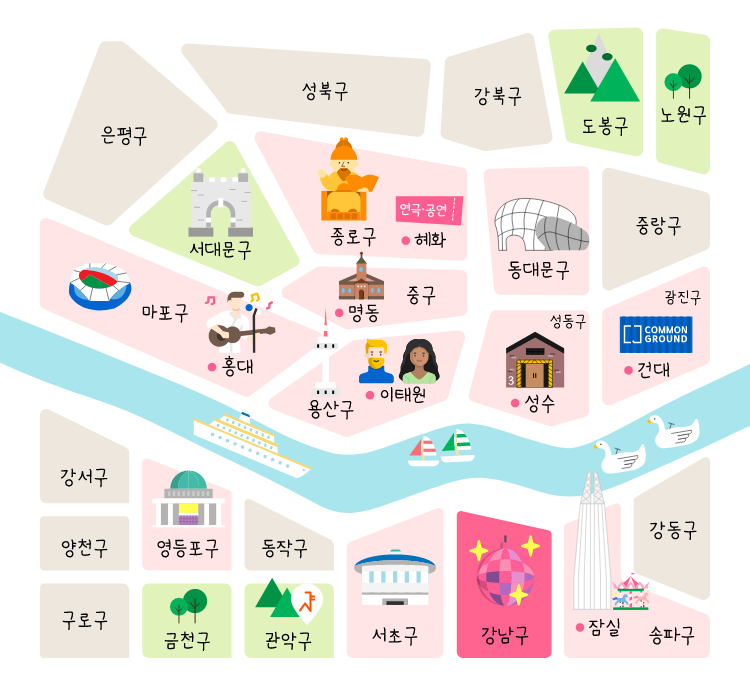 성북구
강북구
도봉구
노원구
은평구
서대문구
종로구
연극·공연
혜화
동대문구
중랑구
마포구
홍대
명동
중구
용산구
이태원
성동구
3
성수
광진구
COMMON
GROUND
건대
강서구
양천구
구로구
영등포구
금천구
동작구
관악구
서초구
강남구
잠실
송파구
강동구